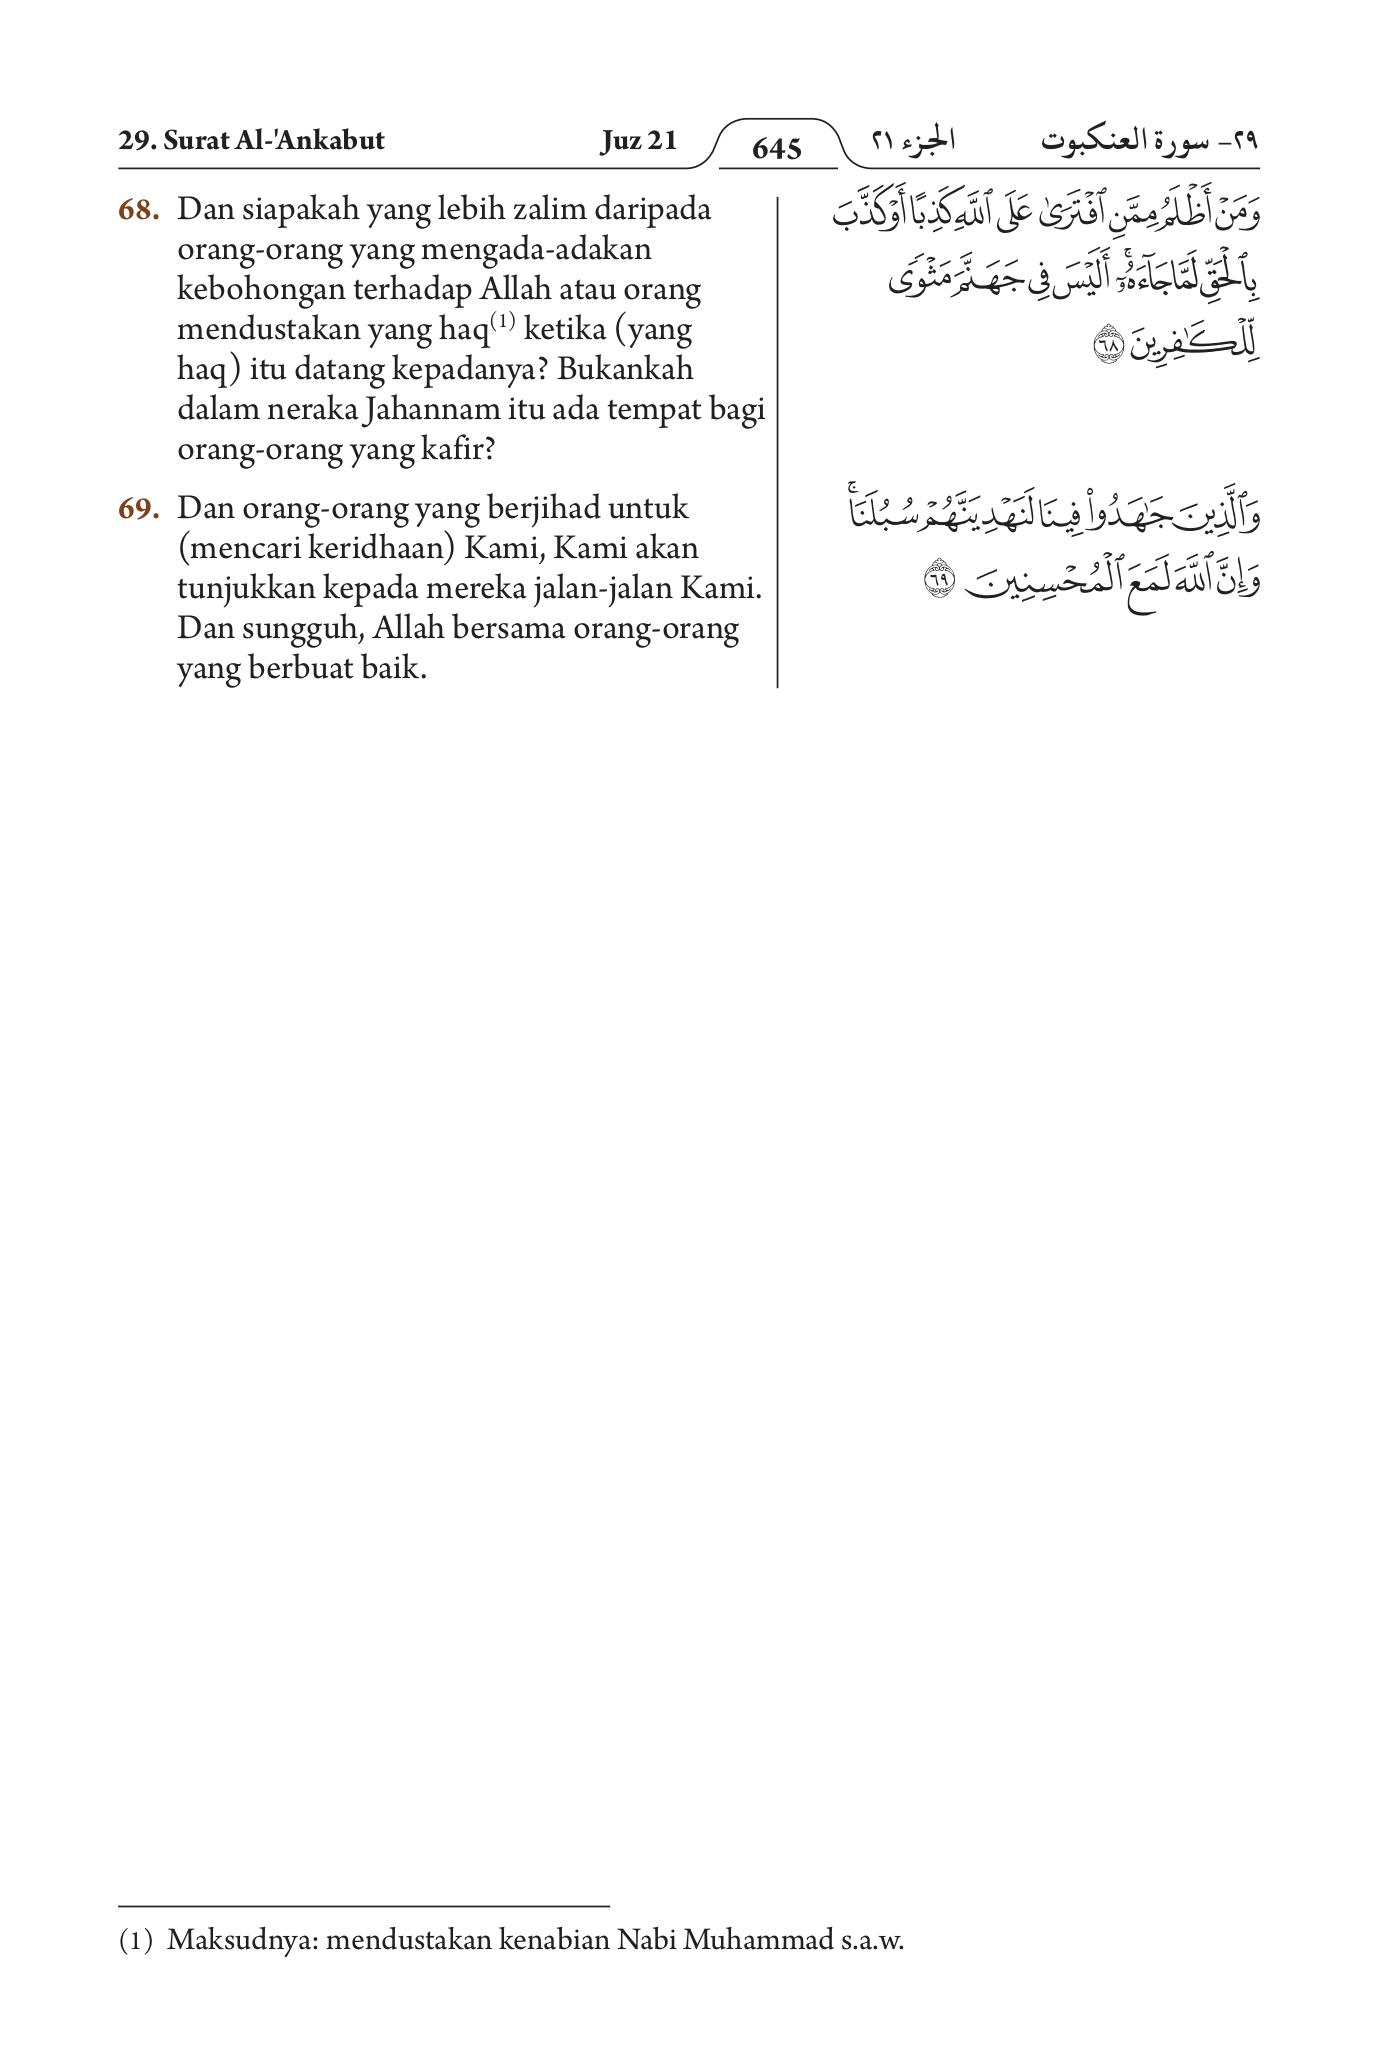 29. Surat Al-'Ankabut
Juz 21
645
الجزء ٢١
٢٩- سورة العنكبوت
68. Dan siapakah yang lebih zalim daripada
orang-orang yang mengada-adakan
kebohongan terhadap Allah atau orang
mendustakan yang haq(1) ketika (yang
haq) itu datang kepadanya? Bukankah
dalam neraka Jahannam itu ada tempat bagi
orang-orang yang kafir?
وَمَنْ أَظْلَمُ مِمَّنِ ٱفْتَرَىٰ عَلَى ٱللَّهِ كَذِبًا أَوْ كَذَّبَ
بِٱلْحَقِّ لَمَّا جَآءَهُۥٓۚ أَلَيْسَ فِى جَهَنَّمَ مَثْوًى
لِّلْكَٰفِرِينَ ٦٨
69. Dan orang-orang yang berjihad untuk
(mencari keridhaan) Kami, Kami akan
tunjukkan kepada mereka jalan-jalan Kami.
Dan sungguh, Allah bersama orang-orang
yang berbuat baik.
وَٱلَّذِينَ جَٰهَدُوا۟ فِينَا لَنَهْدِيَنَّهُمْ سُبُلَنَاۚ
وَإِنَّ ٱللَّهَ لَمَعَ ٱلْمُحْسِنِينَ ٦٩
(1) Maksudnya: mendustakan kenabian Nabi Muhammad s.a.w.